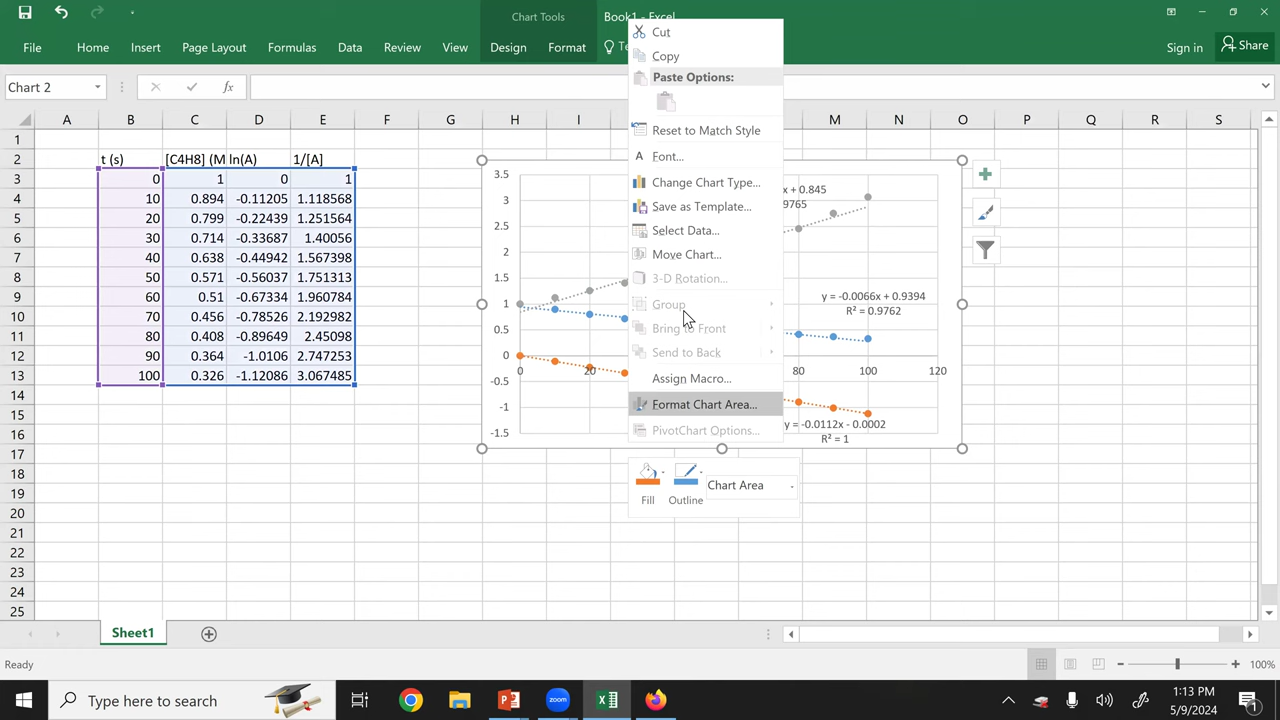 Chart Tools
Book1 - Excel
File
Home
Insert
Page Layout
Formulas
Data
Review
View
Design
Format
Sign in
Share
Chart 2
fx
A B C D E F G H I M N O P Q R S
1
2 t (s) [C4H8] (M ln(A) 1/[A]
3 0 1 0 1
4 10 0.894 -0.11205 1.118568
5 20 0.799 -0.22439 1.251564
6 30 0.714 -0.33687 1.40056
7 40 0.638 -0.44942 1.567398
8 50 0.571 -0.56037 1.751313
9 60 0.51 -0.67334 1.960784
10 70 0.456 -0.78526 2.192982
11 80 0.408 -0.89649 2.45098
12 90 0.364 -1.0106 2.747253
13 100 0.326 -1.12086 3.067485
14
15
16
17
18
19
20
21
22
23
24
25
3.5
3
2.5
2
1.5
1
0.5
0
-0.5
-1
-1.5
0 20 80 100 120
x + 0.845
9765
y = -0.0066x + 0.9394
R² = 0.9762
y = -0.0112x - 0.0002
R² = 1
Cut
Copy
Paste Options:
Reset to Match Style
Font...
Change Chart Type...
Save as Template...
Select Data...
Move Chart...
3-D Rotation...
Group
Bring to Front
Send to Back
Assign Macro...
Format Chart Area...
PivotChart Options...
Fill
Outline
Chart Area
Sheet1
Ready
100%
Type here to search
zoom
1:13 PM
5/9/2024
1